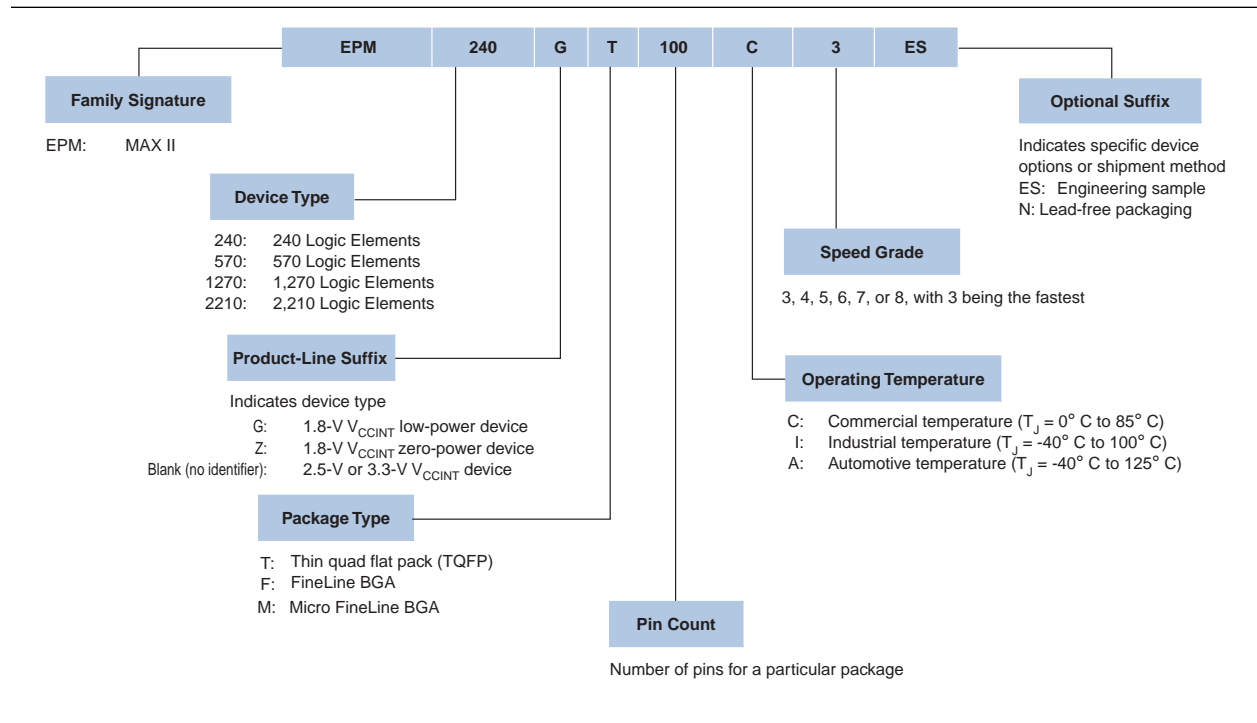 EPM 240 G T 100 C 3 ES
Family Signature
EPM: MAX II
Optional Suffix
Indicates specific device
options or shipment method
ES: Engineering sample
N: Lead-free packaging
Device Type
240: 240 Logic Elements
570: 570 Logic Elements
1270: 1,270 Logic Elements
2210: 2,210 Logic Elements
Speed Grade
3, 4, 5, 6, 7, or 8, with 3 being the fastest
Product-Line Suffix
Indicates device type
G: 1.8-V VCCINT low-power device
Z: 1.8-V VCCINT zero-power device
Blank (no identifier): 2.5-V or 3.3-V VCCINT device
Operating Temperature
C: Commercial temperature (TJ = 0° C to 85° C)
I: Industrial temperature (TJ = -40° C to 100° C)
A: Automotive temperature (TJ = -40° C to 125° C)
Package Type
T: Thin quad flat pack (TQFP)
F: FineLine BGA
M: Micro FineLine BGA
Pin Count
Number of pins for a particular package